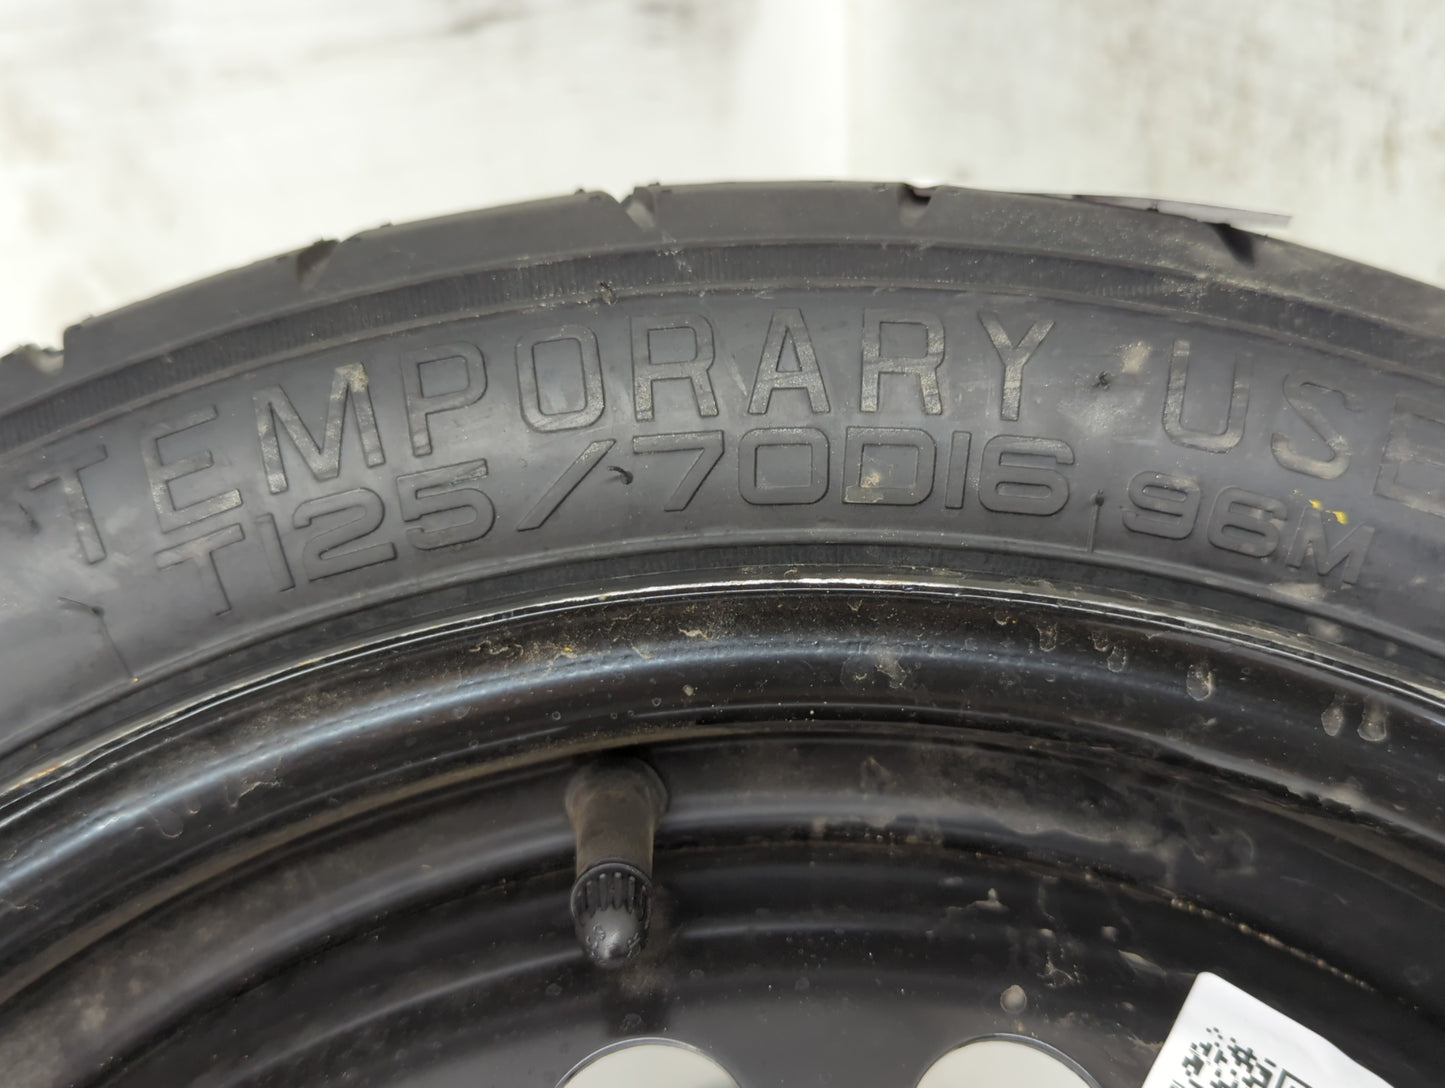 TEMPORARY USE
T125/70D16 96M